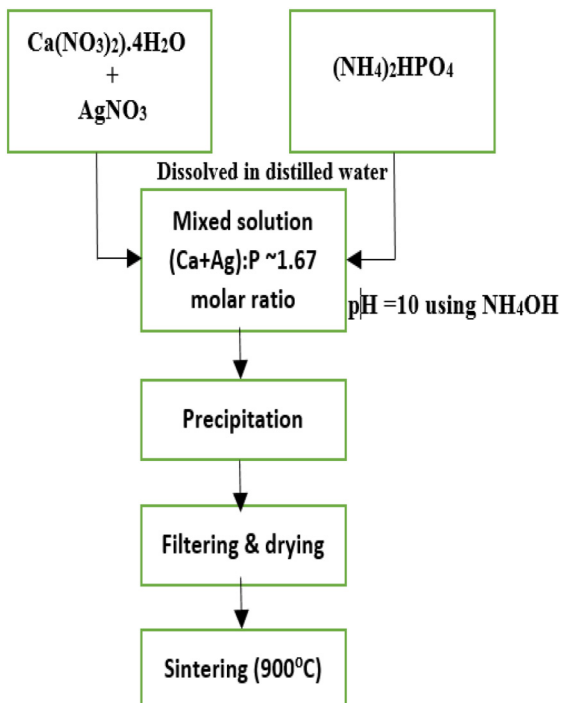 Ca(NO3)2).4H2O
+
AgNO3
(NH4)2HPO4
Dissolved in distilled water
Mixed solution
(Ca+Ag):P ~1.67
molar ratio
pH =10 using NH4OH
Precipitation
Filtering & drying
Sintering (900⁰C)